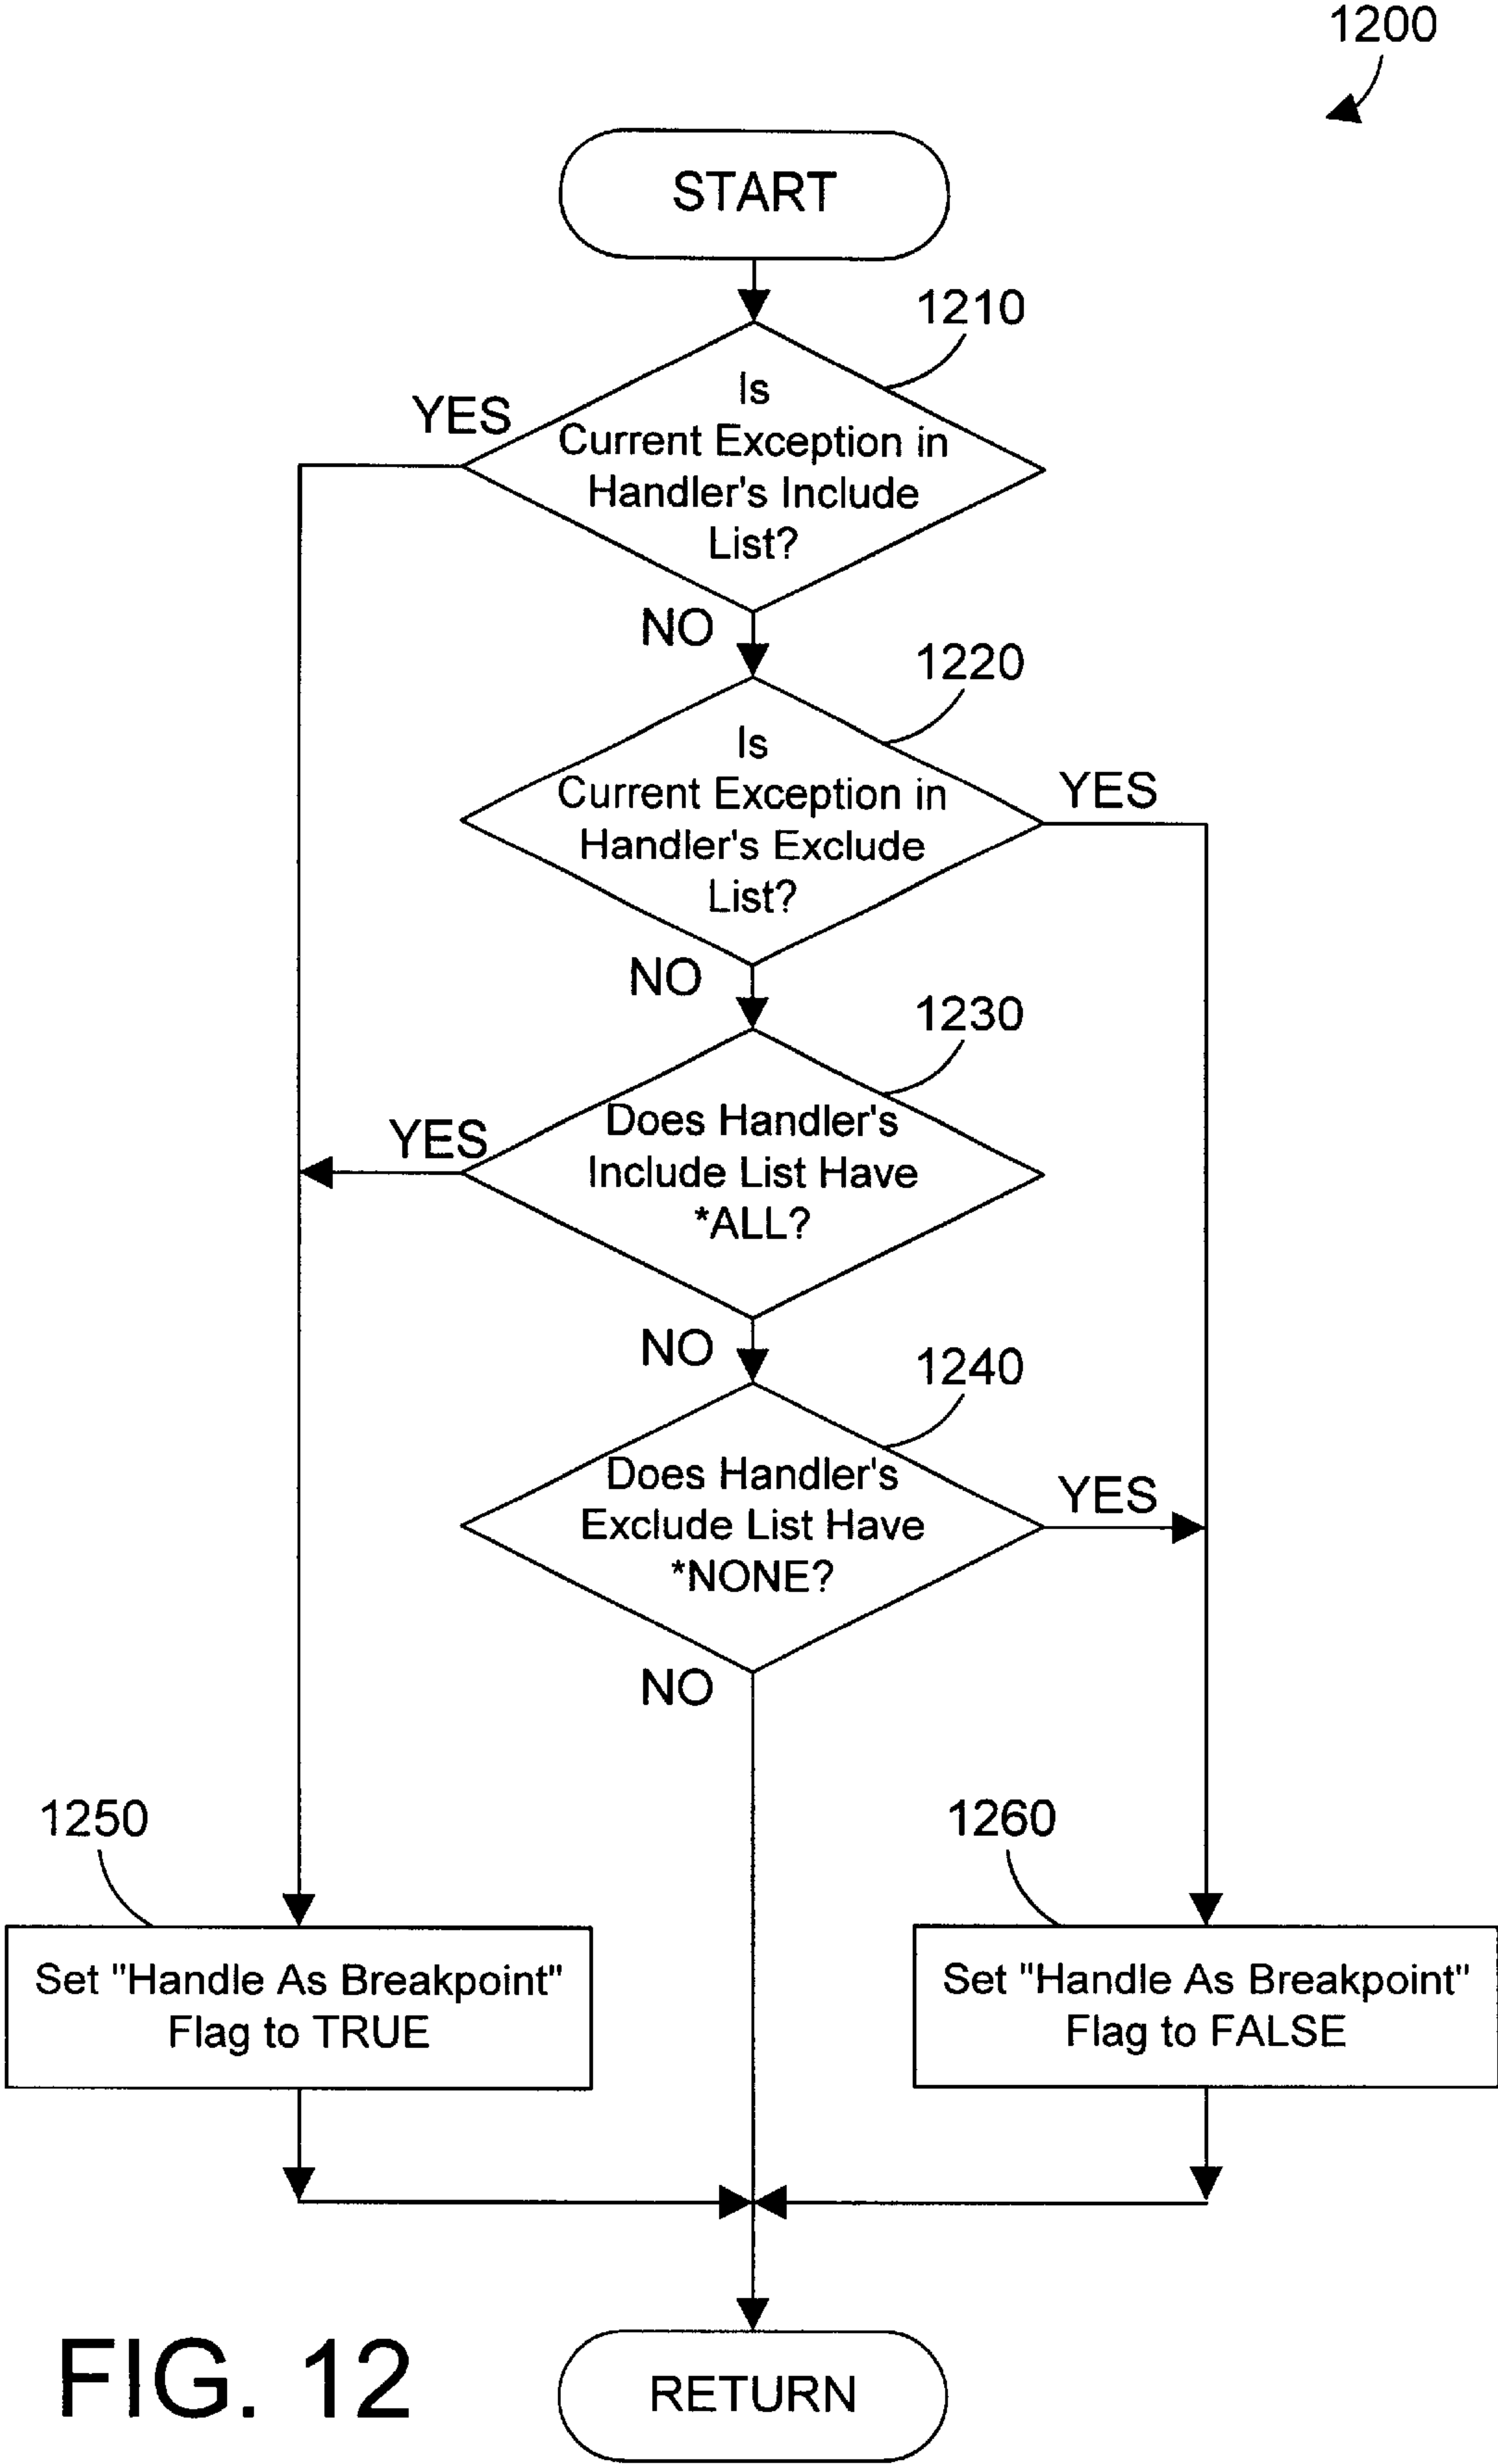 1200
START
1210
YES
Is
Current Exception in
Handler's Include
List?
NO
1220
Is
Current Exception in
Handler's Exclude
List?
YES
NO
1230
YES
Does Handler's
Include List Have
*ALL?
NO
1240
Does Handler's
Exclude List Have
*NONE?
YES
NO
1250
1260
Set "Handle As Breakpoint"
Flag to TRUE
Set "Handle As Breakpoint"
Flag to FALSE
FIG. 12
RETURN